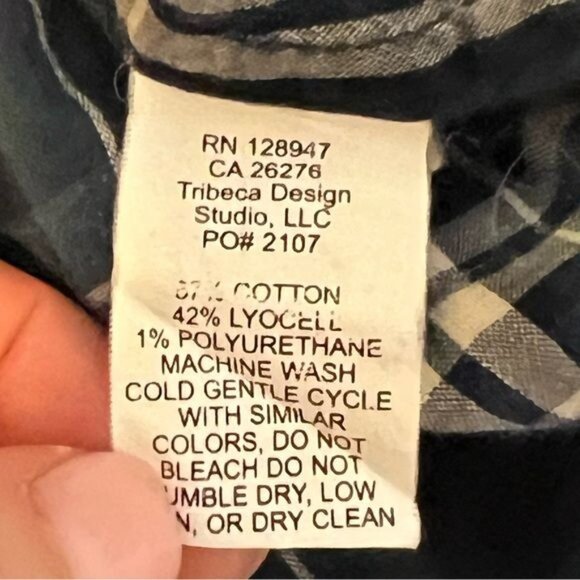 RN 128947
CA 26276
Tribeca Design
Studio, LLC
PO# 2107
COTTON
42% LYOCELL
1% POLYURETHANE
MACHINE WASH
COLD GENTLE CYCLE
WITH SIMILAR
COLORS, DO NOT
BLEACH DO NOT
UMBLE DRY, LOW
N, OR DRY CLEAN